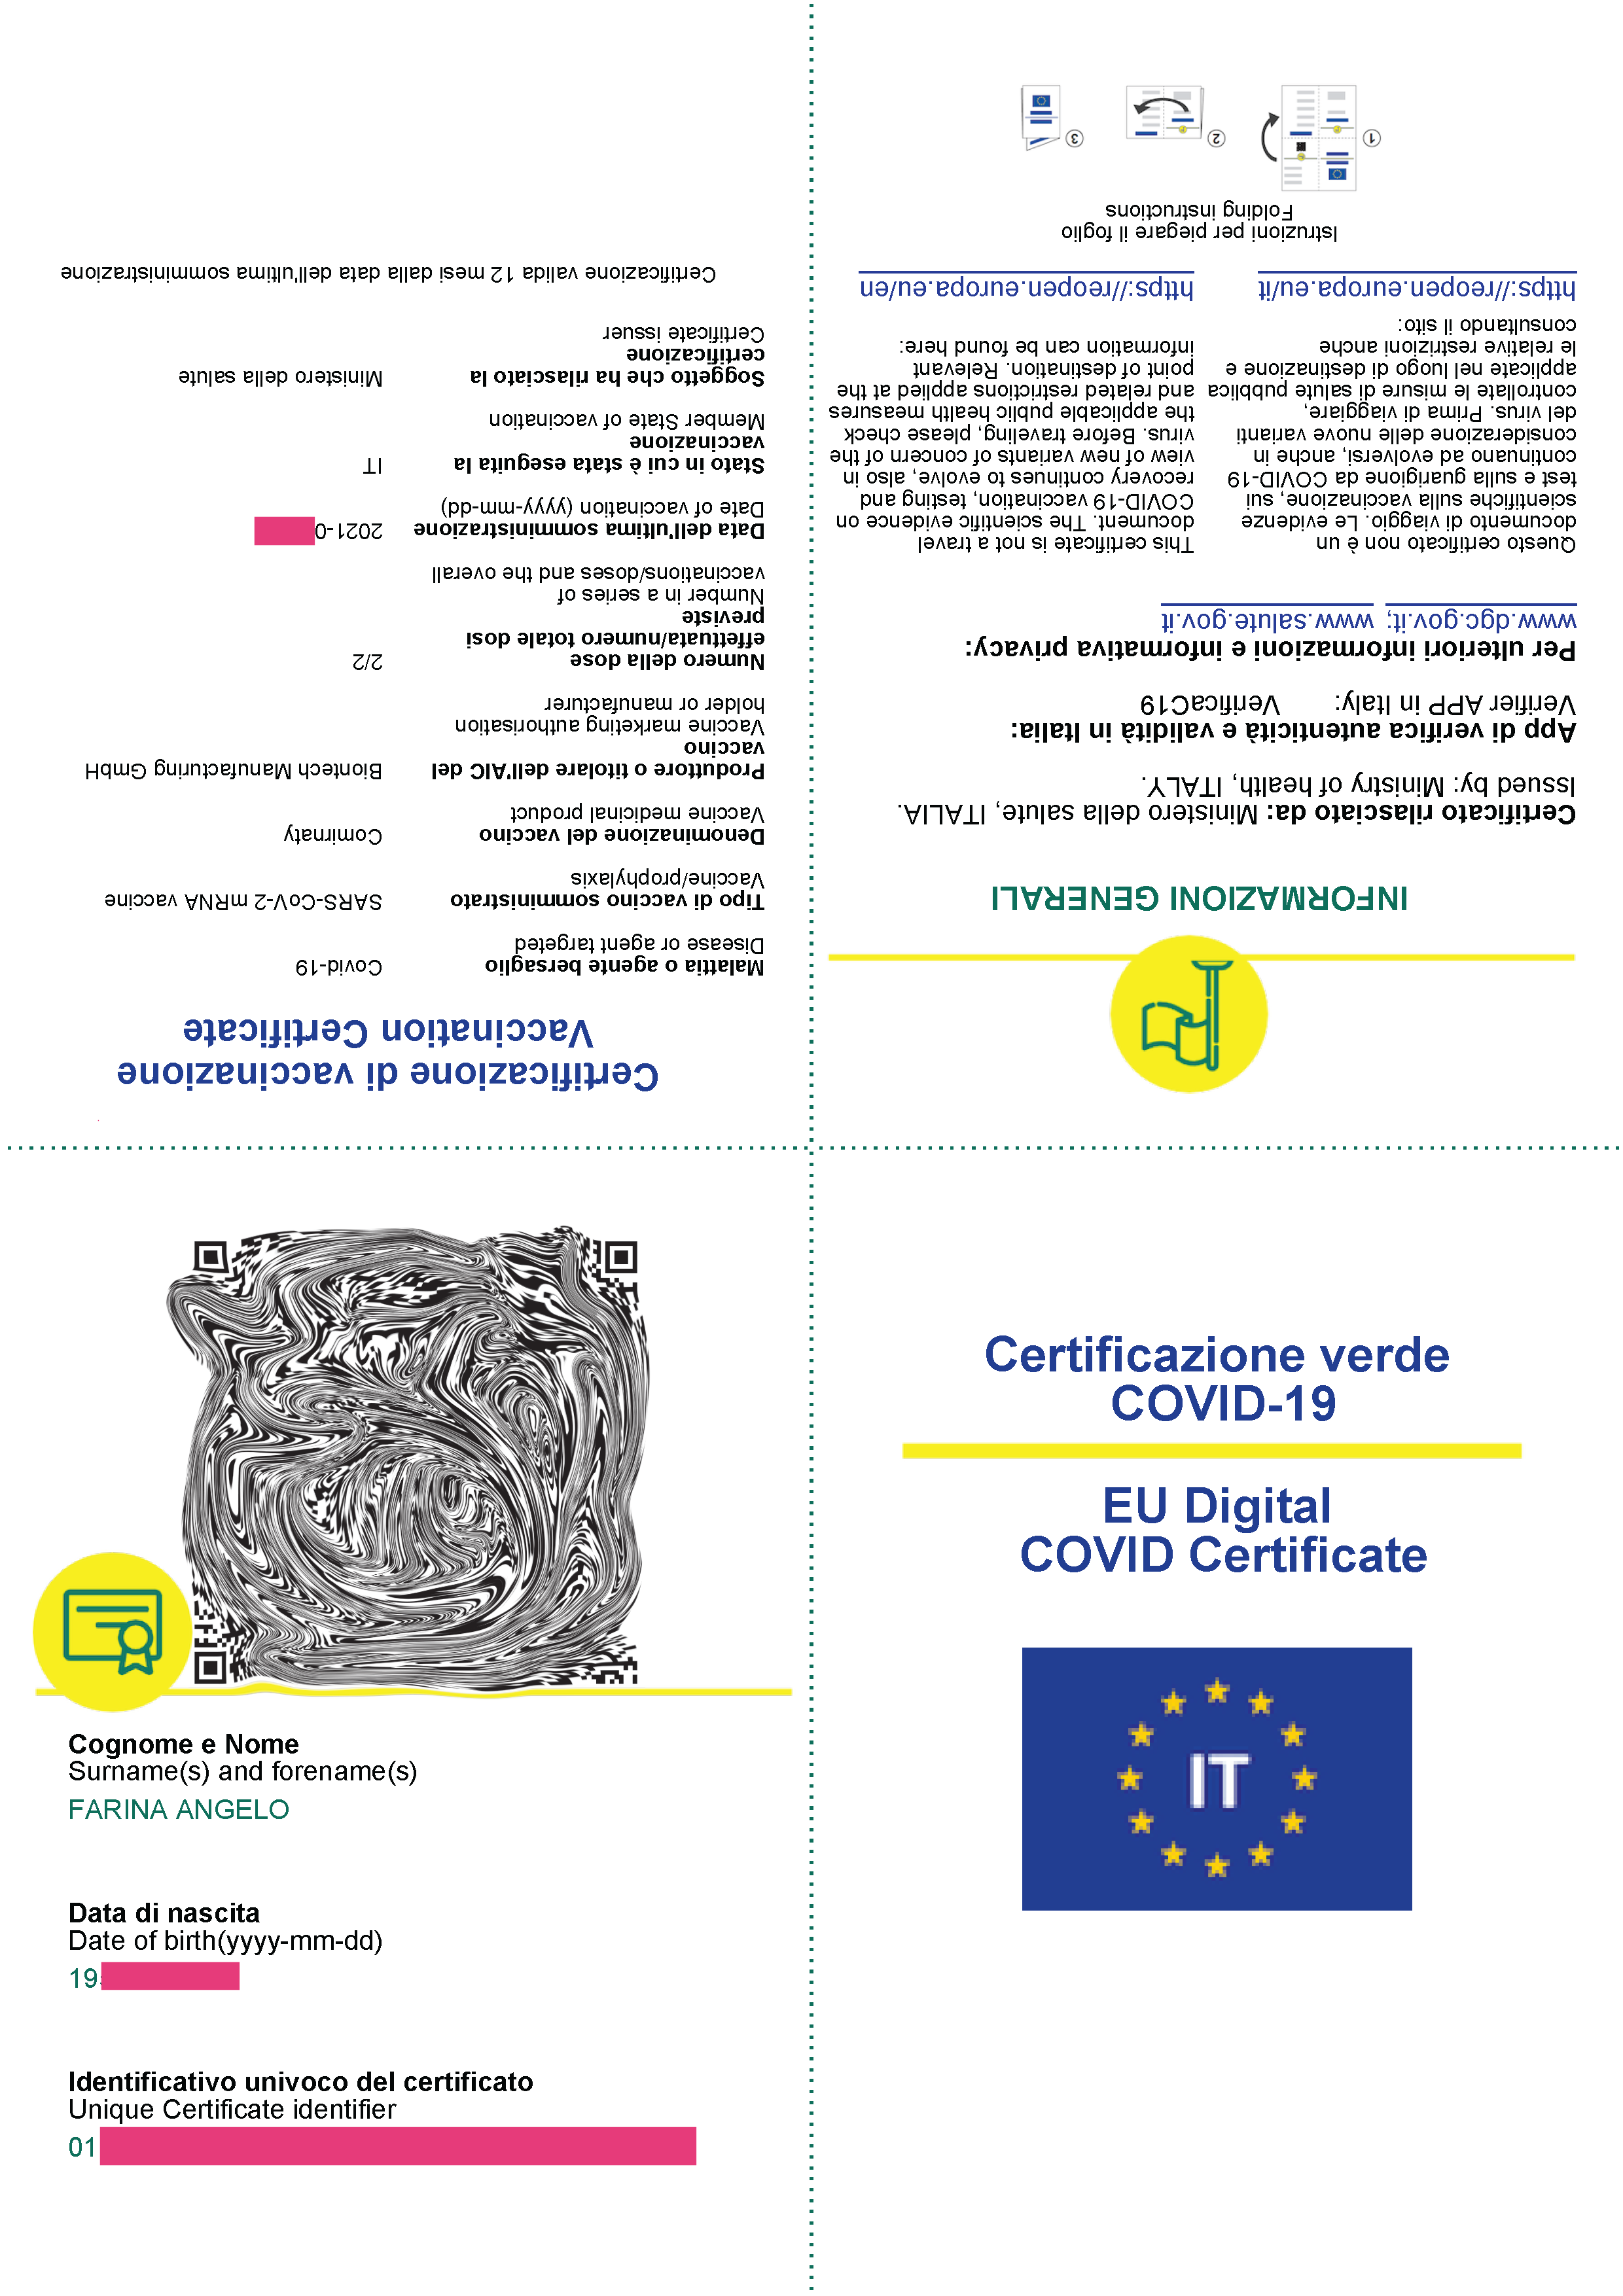 Certificazione verde
COVID-19
EU Digital
COVID Certificate
IT
Cognome e Nome
Surname(s) and forename(s)
FARINA ANGELO
Data di nascita
Date of birth(yyyy-mm-dd)
19
Identificativo univoco del certificato
Unique Certificate identifier
01
Certificazione di vaccinazione
Vaccination Certificate
Malattia o agente bersaglio Covid-19
Disease or agent targeted
Tipo di vaccino somministrato SARS-CoV-2 mRNA vaccine
Vaccine/prophylaxis
Denominazione del vaccino Comirnaty
Vaccine medicinal product
Produttore o titolare dell'AIC del Biontech Manufacturing GmbH
vaccino
Vaccine marketing authorisation
holder or manufacturer
Numero della dose 2/2
effettuata/numero totale dosi
previste
Number in a series of
vaccinations/doses and the overall
Data dell'ultima somministrazione 2021-0
Date of vaccination (yyyy-mm-dd)
Stato in cui è stata eseguita la IT
vaccinazione
Member State of vaccination
Soggetto che ha rilasciato la Ministero della salute
certificazione
Certificate issuer
Certificazione valida 12 mesi dalla data dell'ultima somministrazione
INFORMAZIONI GENERALI
Certificato rilasciato da: Ministero della salute, ITALIA.
Issued by: Ministry of health, ITALY.
App di verifica autenticità e validità in Italia:
Verifier APP in Italy: VerificaC19
Per ulteriori informazioni e informativa privacy:
www.dgc.gov.it; www.salute.gov.it
Questo certificato non è un
documento di viaggio. Le evidenze
scientifiche sulla vaccinazione, sui
test e sulla guarigione da COVID-19
continuano ad evolversi, anche in
considerazione delle nuove varianti
del virus. Prima di viaggiare,
controllate le misure di salute pubblica
applicate nel luogo di destinazione e
le relative restrizioni anche
consultando il sito:
https://reopen.europa.eu/it
This certificate is not a travel
document. The scientific evidence on
COVID-19 vaccination, testing and
recovery continues to evolve, also in
view of new variants of concern of the
virus. Before traveling, please check
the applicable public health measures
and related restrictions applied at the
point of destination. Relevant
information can be found here:
https://reopen.europa.eu/en
Istruzioni per piegare il foglio
Folding instructions
1
2
3